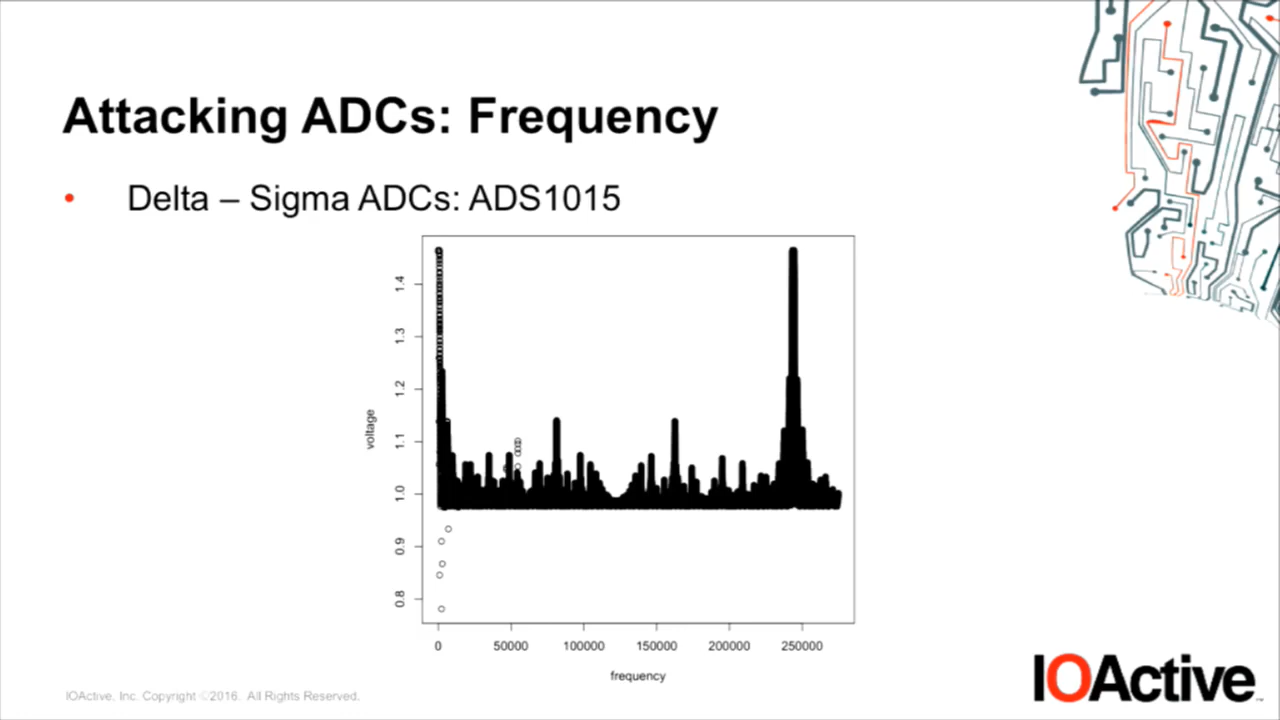 Attacking ADCs: Frequency
• Delta – Sigma ADCs: ADS1015
voltage
1.4
1.3
1.2
1.1
1.0
0.9
0.8
0 50000 100000 150000 200000 250000
frequency
IOActive, Inc. Copyright ©2016. All Rights Reserved.
IOActive™